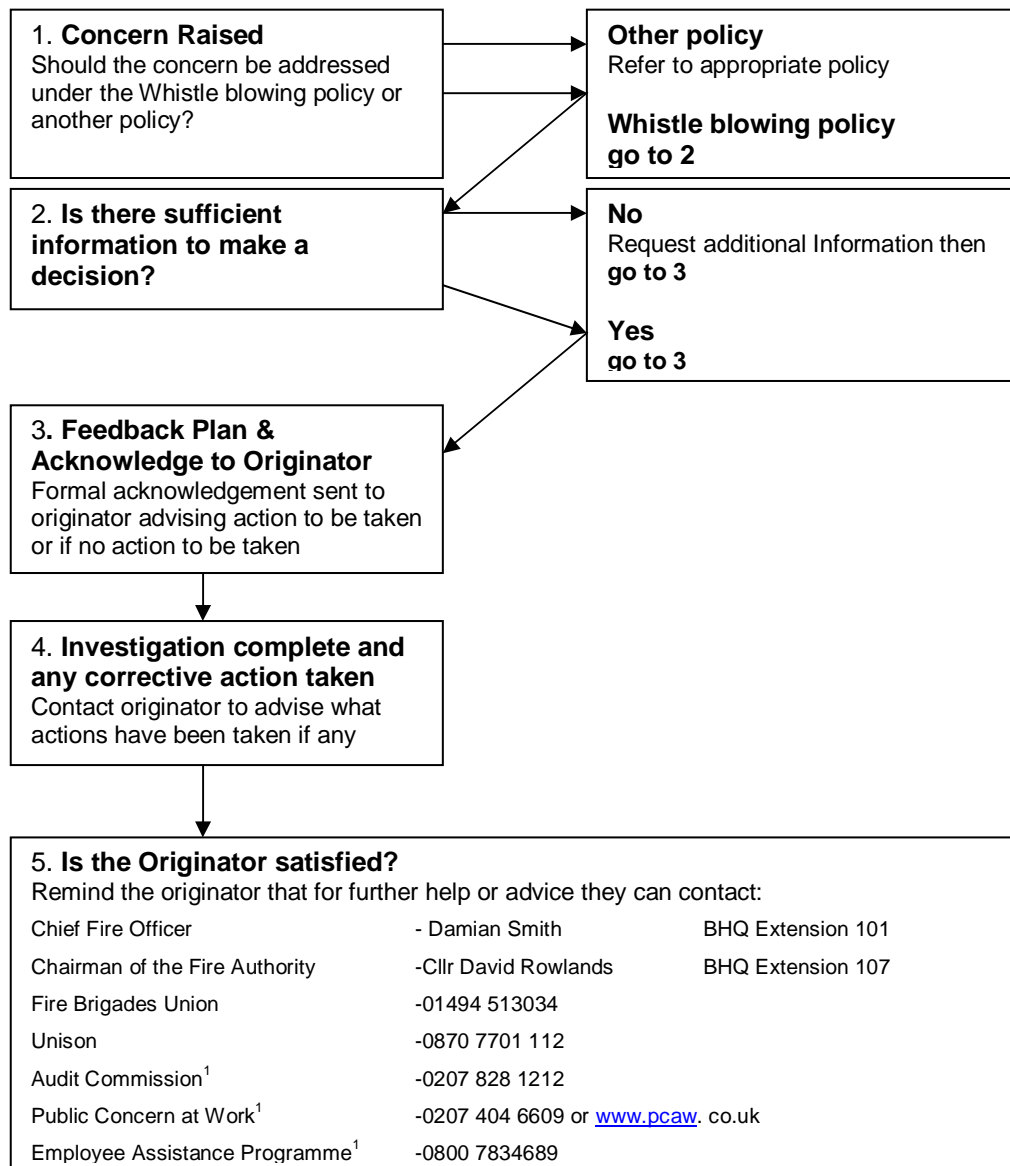 1. Concern Raised
Should the concern be addressed
under the Whistle blowing policy or
another policy?
Other policy
Refer to appropriate policy
Whistle blowing policy
go to 2
2. Is there sufficient
information to make a
decision?
No
Request additional Information then
go to 3
Yes
go to 3
3. Feedback Plan &
Acknowledge to Originator
Formal acknowledgement sent to
originator advising action to be taken
or if no action to be taken
4. Investigation complete and
any corrective action taken
Contact originator to advise what
actions have been taken if any
5. Is the Originator satisfied?
Remind the originator that for further help or advice they can contact:
Chief Fire Officer - Damian Smith BHQ Extension 101
Chairman of the Fire Authority -Cllr David Rowlands BHQ Extension 107
Fire Brigades Union -01494 513034
Unison -0870 7701 112
Audit Commission1 -0207 828 1212
Public Concern at Work1 -0207 404 6609 or www.pcaw. co.uk
Employee Assistance Programme1 -0800 7834689